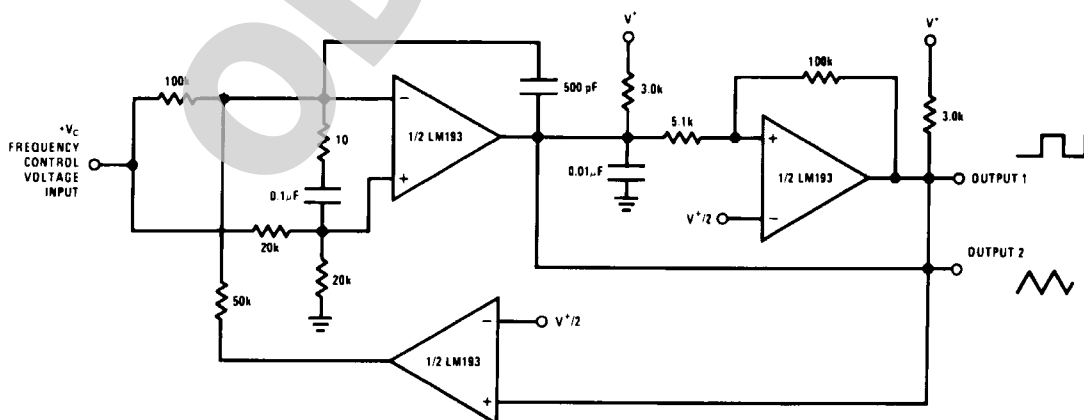 V⁺
V⁺
100k
500 pF
3.0k
100k
3.0k
+V_C
FREQUENCY
CONTROL
VOLTAGE
INPUT
10
−
1/2 LM193
+
5.1k
+
1/2 LM193
−
OUTPUT 1
0.1µF
0.01µF
V⁺/2
20k
OUTPUT 2
50k
20k
−
V⁺/2
1/2 LM193
+